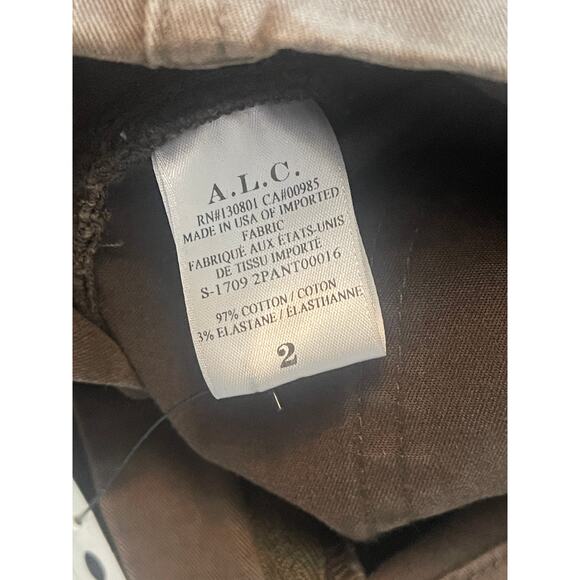 A.L.C.
RN#130801 CA#00985
MADE IN USA OF IMPORTED
FABRIC
FABRIQUÉ AUX ÉTATS-UNIS
DE TISSU IMPORTÉ
S-1709 2PANT00016
97% COTTON / COTON
3% ELASTANE / ÉLASTHANNE
2